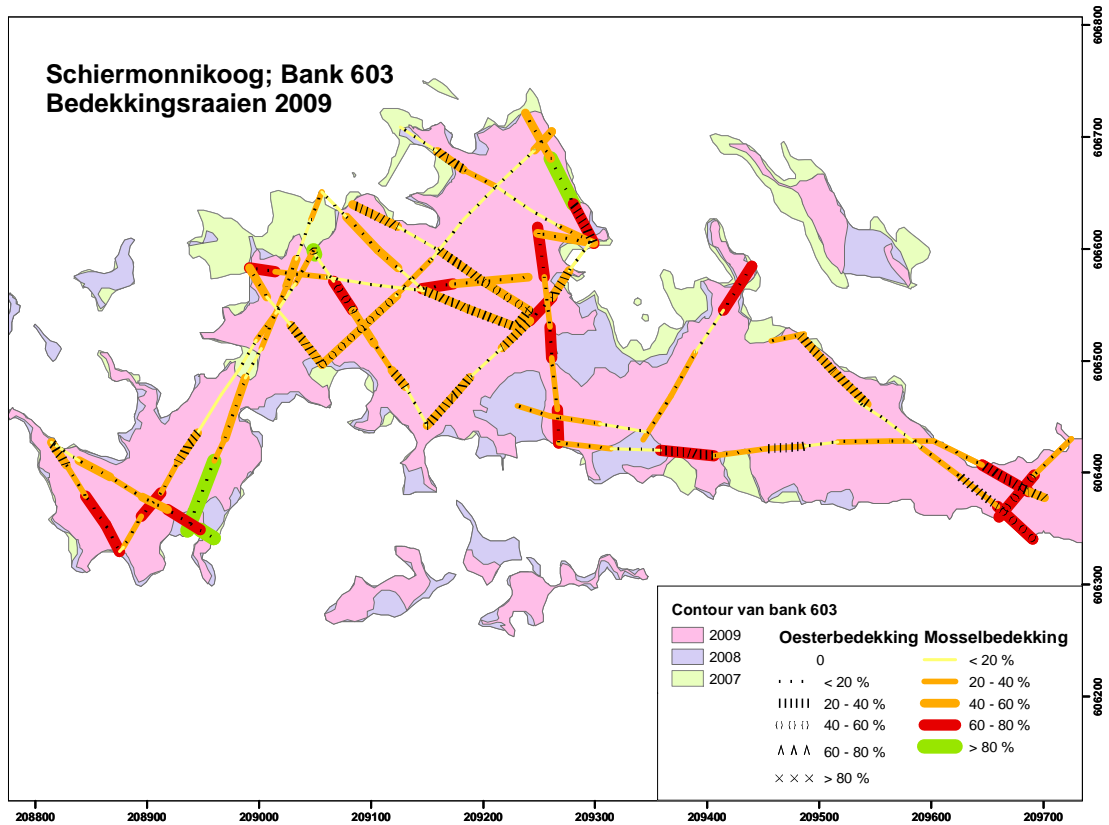 Schiermonnikoog; Bank 603
Bedekkingsraaien 2009
606800
606700
606600
606500
606400
606300
606200
Contour van bank 603
2009
2008
2007
Oesterbedekking
0
< 20 %
20 - 40 %
40 - 60 %
60 - 80 %
> 80 %
Mosselbedekking
< 20 %
20 - 40 %
40 - 60 %
60 - 80 %
> 80 %
208800 208900 209000 209100 209200 209300 209400 209500 209600 209700